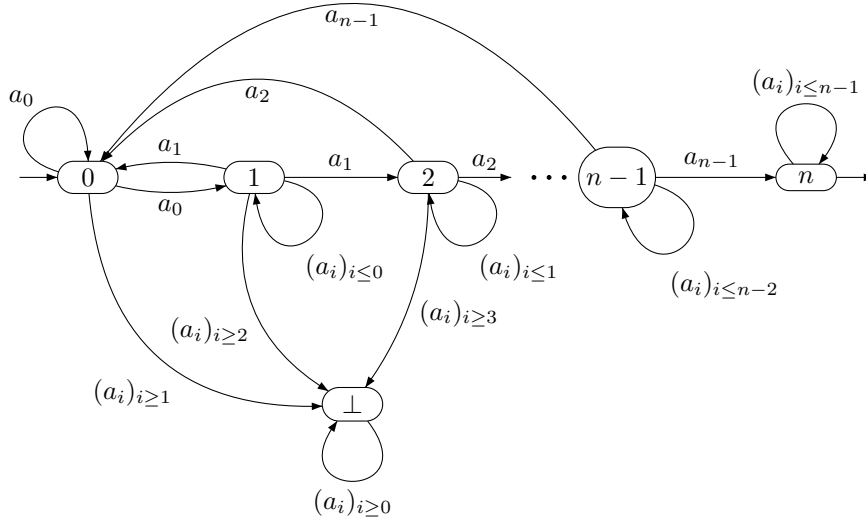 a_{n−1}
(a_i)_{i≤n−1}
a_0
a_2
a_1
a_1
a_2
a_{n−1}
0
1
2
···
n − 1
n
a_0
(a_i)_{i≤0}
(a_i)_{i≤1}
(a_i)_{i≤n−2}
(a_i)_{i≥2}
(a_i)_{i≥3}
(a_i)_{i≥1}
⊥
(a_i)_{i≥0}